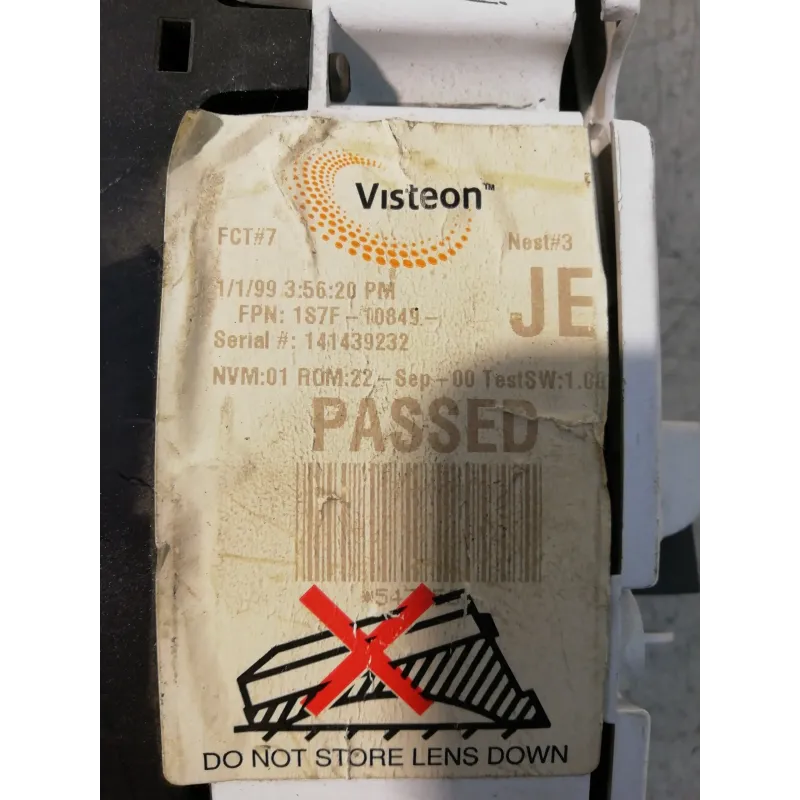 Visteon™
FCT#7 Nest#3
1/1/99 3:56:20 PM
JE
FPN: 1S7F-10849-
Serial #: 141439232
NVM:01 ROM:22-Sep-00 TestSW:1.
PASSED
DO NOT STORE LENS DOWN